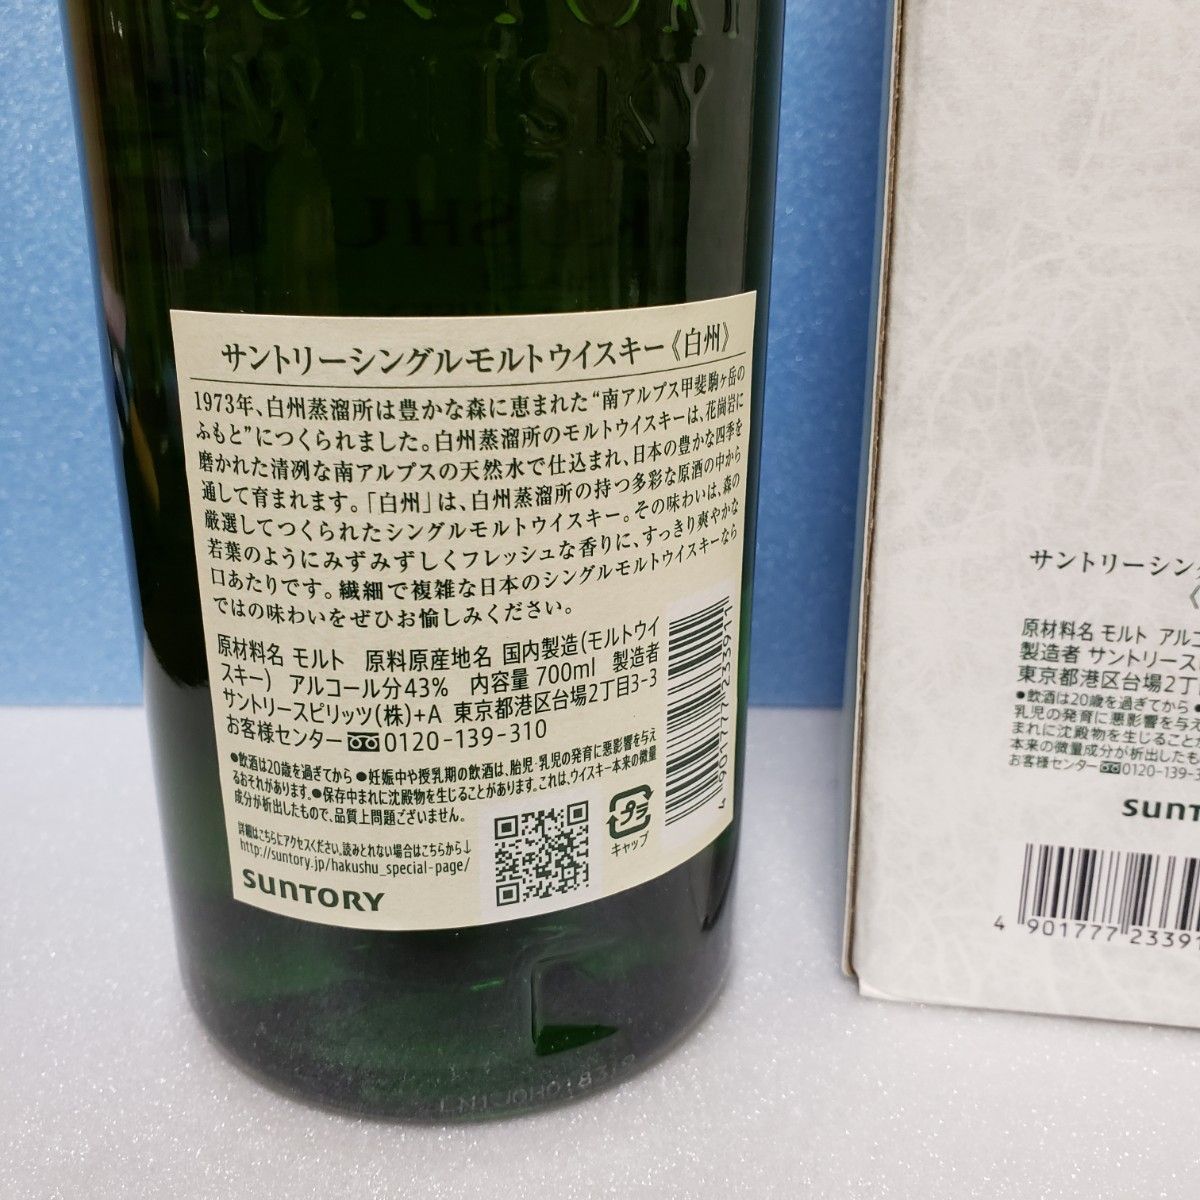 SUNTORY
WHISKY
サントリーシングルモルトウイスキー《白州》
1973年、白州蒸溜所は豊かな森に恵まれた“南アルプス甲斐駒ヶ岳の
ふもと”につくられました。白州蒸溜所のモルトウイスキーは、花崗岩に
磨かれた清冽な南アルプスの天然水で仕込まれ、日本の豊かな四季を
通して育まれます。「白州」は、白州蒸溜所の持つ多彩な原酒の中から
厳選してつくられたシングルモルトウイスキー。その味わいは、森の
若葉のようにみずみずしくフレッシュな香りに、すっきり爽やかな
口あたりです。繊細で複雑な日本のシングルモルトウイスキーなら
ではの味わいをぜひお愉しみください。
原材料名 モルト 原料原産地名 国内製造(モルトウイ
スキー) アルコール分43% 内容量 700ml 製造者
サントリースピリッツ(株)+A 東京都港区台場2丁目3-3
お客様センター 0120-139-310
●飲酒は20歳を過ぎてから ●妊娠中や授乳期の飲酒は、胎児・乳児の発育に悪影響を与え
るおそれがあります。●保存中まれに沈殿物を生じることがあります。これは、ウイスキー本来の微量
成分が析出したもので、品質上問題ございません。
詳細はこちらにアクセスください。読みとれない場合はこちらから↓
http://suntory.jp/hakushu_special-page/
SUNTORY
プラ
キャップ
4 901777 233911
サントリーシン
《
原材料名 モルト アルコ
製造者 サントリース
東京都港区台場2丁
●飲酒は20歳を過ぎてから ●
乳児の発育に悪影響を与え
まれに沈殿物を生じること
本来の微量成分が析出したも
お客様センター 0120-139-3
SUNT
4 901777 23391